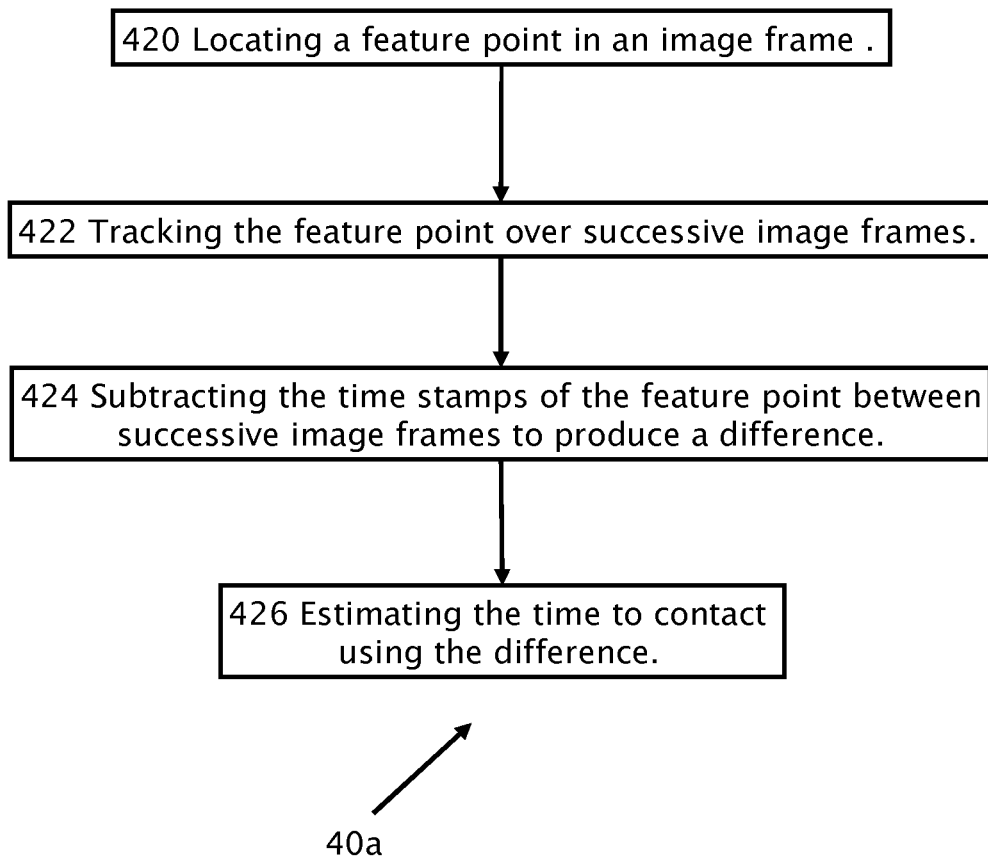 420 Locating a feature point in an image frame .
422 Tracking the feature point over successive image frames.
424 Subtracting the time stamps of the feature point between
successive image frames to produce a difference.
426 Estimating the time to contact
using the difference.
40a